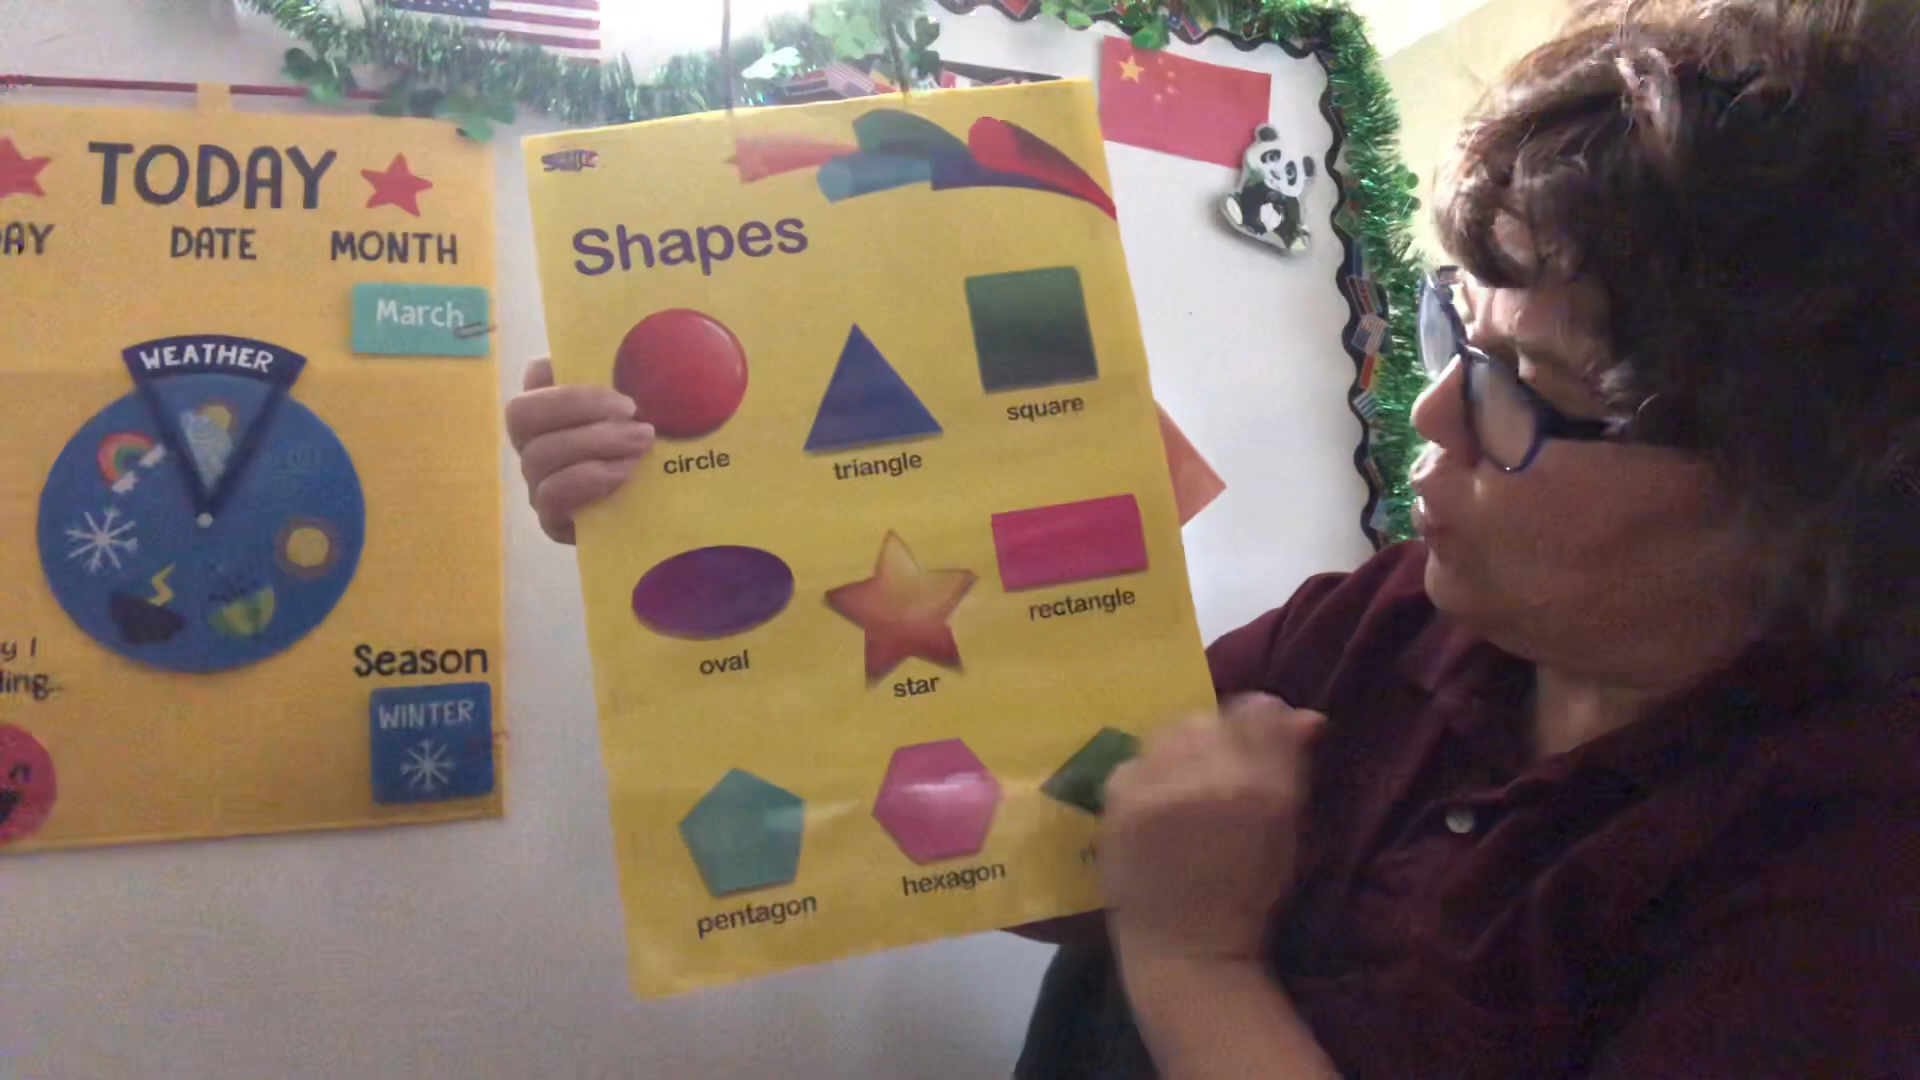 TODAY
DATE
MONTH
March
WEATHER
Season
WINTER
Shapes
circle
triangle
square
oval
star
rectangle
pentagon
hexagon